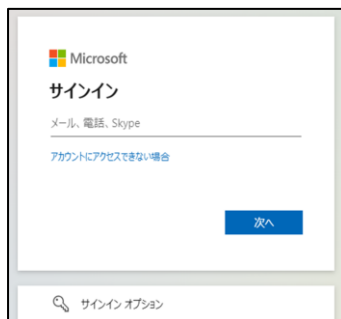 Microsoft
サインイン
メール、電話、Skype
アカウントにアクセスできない場合
次へ
サインイン オプション